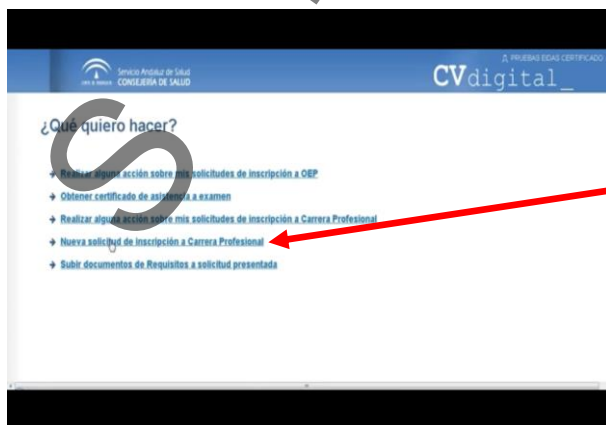 Servicio Andaluz de Salud
CONSEJERÍA DE SALUD
PRUEBAS EIDAS CERTIFICADO
CVdigital_
¿Qué quiero hacer?
Realizar alguna acción sobre mis solicitudes de inscripción a OEP
Obtener certificado de asistencia a examen
Realizar alguna acción sobre mis solicitudes de inscripción a Carrera Profesional
Nueva solicitud de inscripción a Carrera Profesional
Subir documentos de Requisitos a solicitud presentada
S